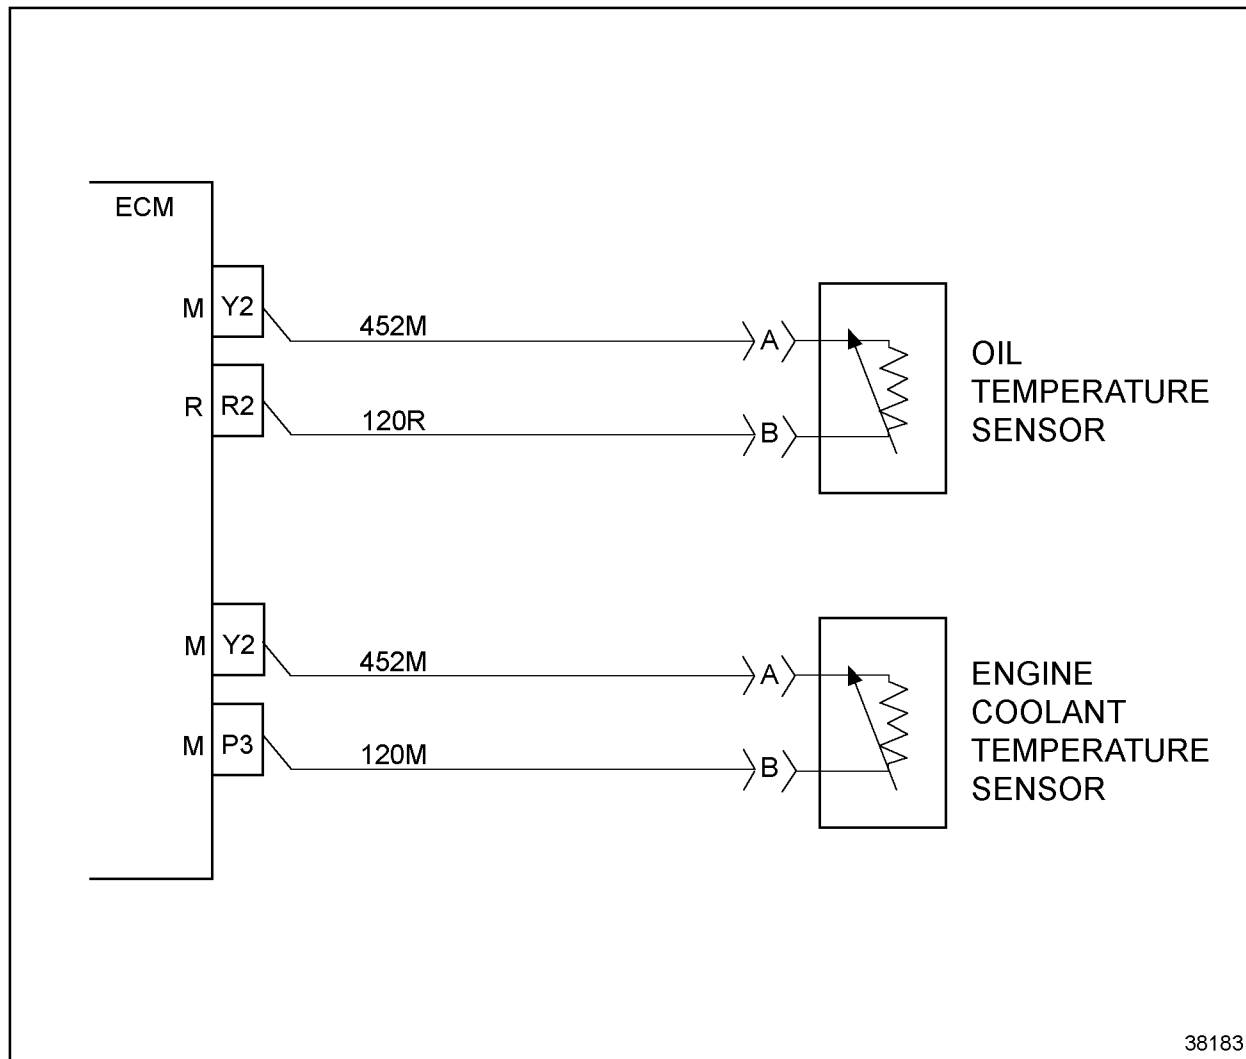 ECM
M Y2
452M
A
R R2
120R
B
OIL
TEMPERATURE
SENSOR
M Y2
452M
A
M P3
120M
B
ENGINE
COOLANT
TEMPERATURE
SENSOR
38183